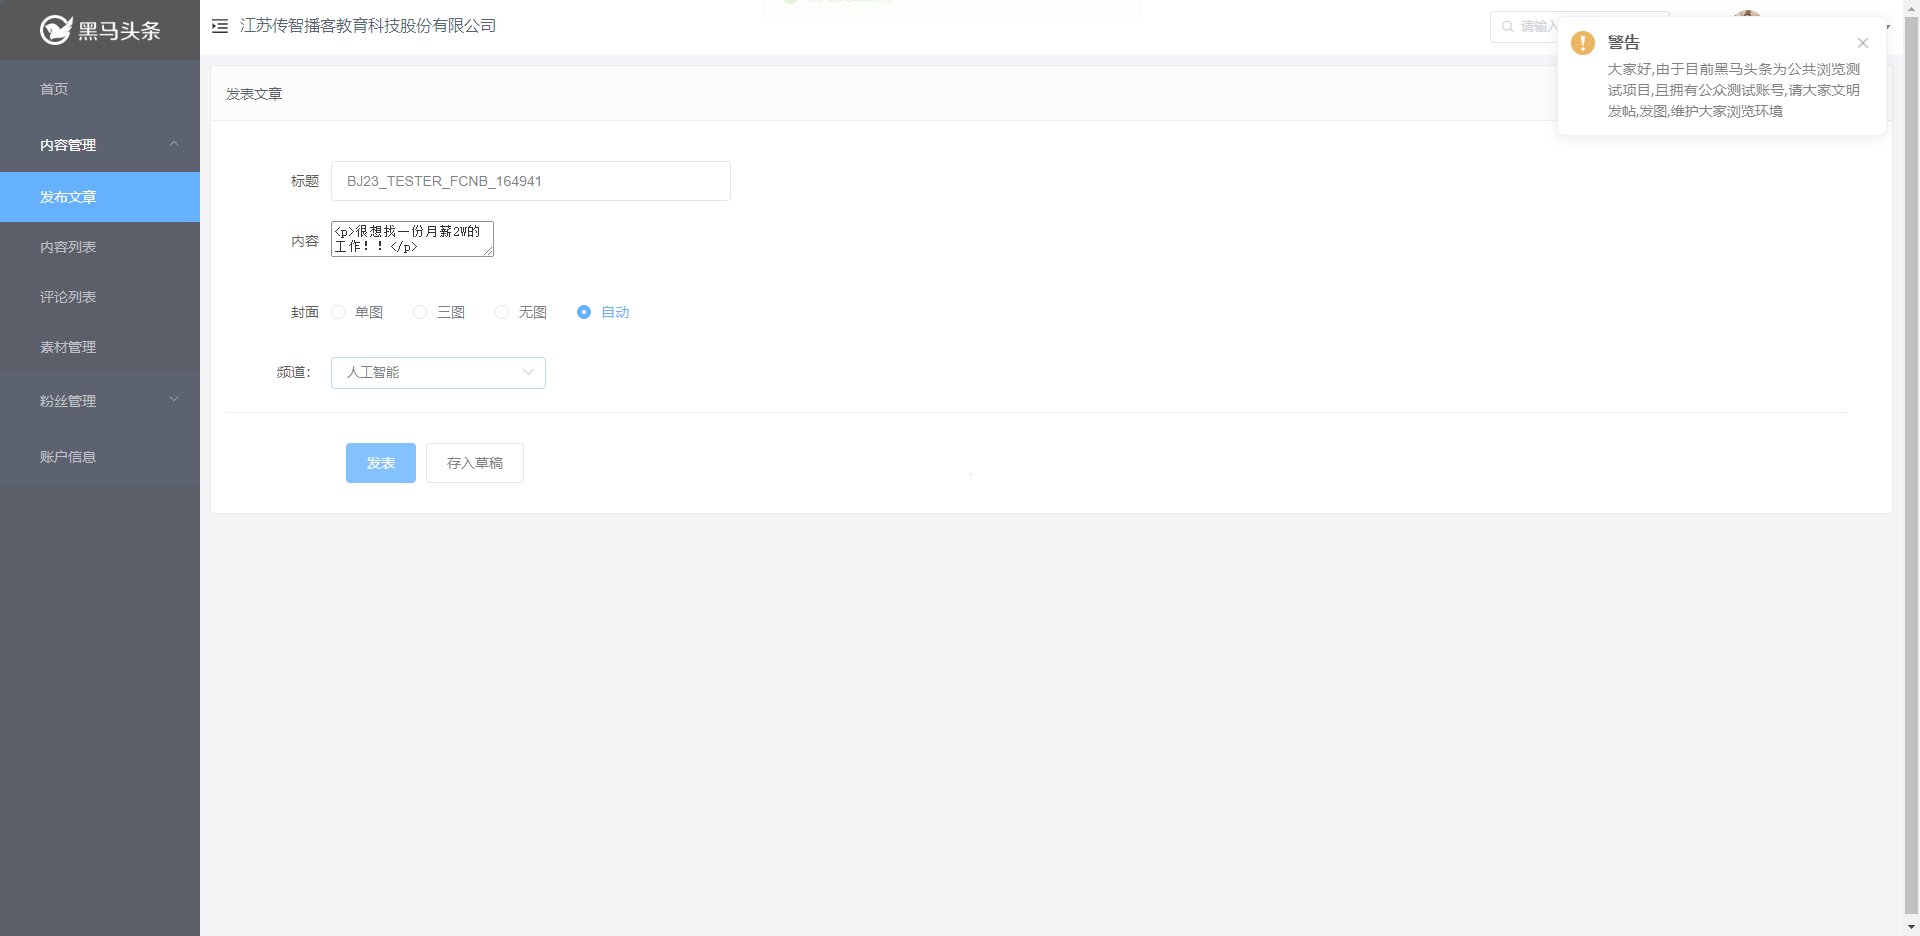 黑马头条
江苏传智播客教育科技股份有限公司
请输入
警告
大家好,由于目前黑马头条为公共浏览测
试项目,且拥有公众测试账号,请大家文明
发帖,发图,维护大家浏览环境
首页
内容管理
发布文章
内容列表
评论列表
素材管理
粉丝管理
账户信息
发表文章
标题 BJ23_TESTER_FCNB_164941
内容 <p>很想找一份月薪2W的
工作！！</p>
封面 单图 三图 无图 自动
频道： 人工智能
发表 存入草稿